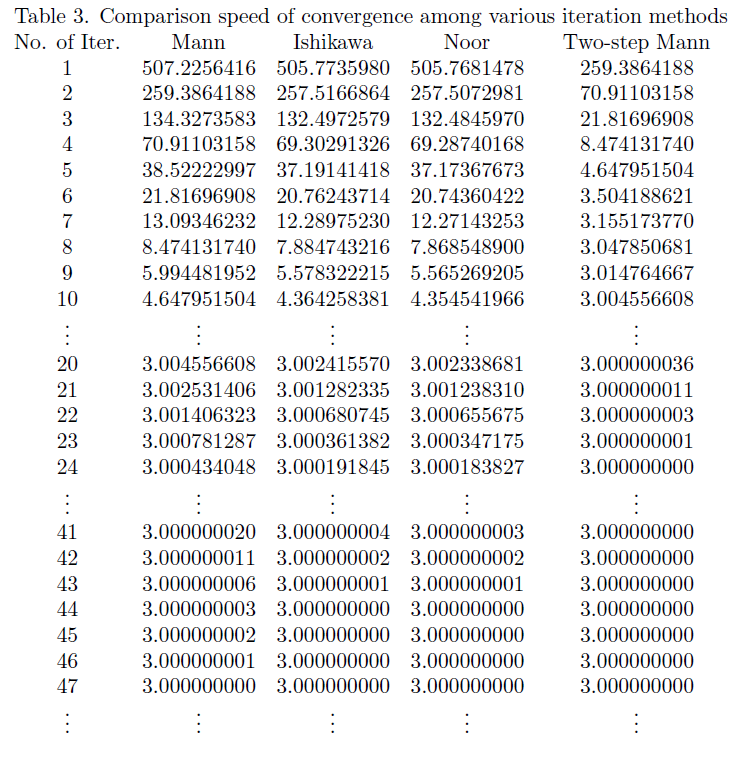 Table 3. Comparison speed of convergence among various iteration methods
No. of Iter. Mann Ishikawa Noor Two-step Mann
1 507.2256416 505.7735980 505.7681478 259.3864188
2 259.3864188 257.5166864 257.5072981 70.91103158
3 134.3273583 132.4972579 132.4845970 21.81696908
4 70.91103158 69.30291326 69.28740168 8.474131740
5 38.52222997 37.19141418 37.17367673 4.647951504
6 21.81696908 20.76243714 20.74360422 3.504188621
7 13.09346232 12.28975230 12.27143253 3.155173770
8 8.474131740 7.884743216 7.868548900 3.047850681
9 5.994481952 5.578322215 5.565269205 3.014764667
10 4.647951504 4.364258381 4.354541966 3.004556608
⋮ ⋮ ⋮ ⋮ ⋮
20 3.004556608 3.002415570 3.002338681 3.000000036
21 3.002531406 3.001282335 3.001238310 3.000000011
22 3.001406323 3.000680745 3.000655675 3.000000003
23 3.000781287 3.000361382 3.000347175 3.000000001
24 3.000434048 3.000191845 3.000183827 3.000000000
⋮ ⋮ ⋮ ⋮ ⋮
41 3.000000020 3.000000004 3.000000003 3.000000000
42 3.000000011 3.000000002 3.000000002 3.000000000
43 3.000000006 3.000000001 3.000000001 3.000000000
44 3.000000003 3.000000000 3.000000000 3.000000000
45 3.000000002 3.000000000 3.000000000 3.000000000
46 3.000000001 3.000000000 3.000000000 3.000000000
47 3.000000000 3.000000000 3.000000000 3.000000000
⋮ ⋮ ⋮ ⋮ ⋮